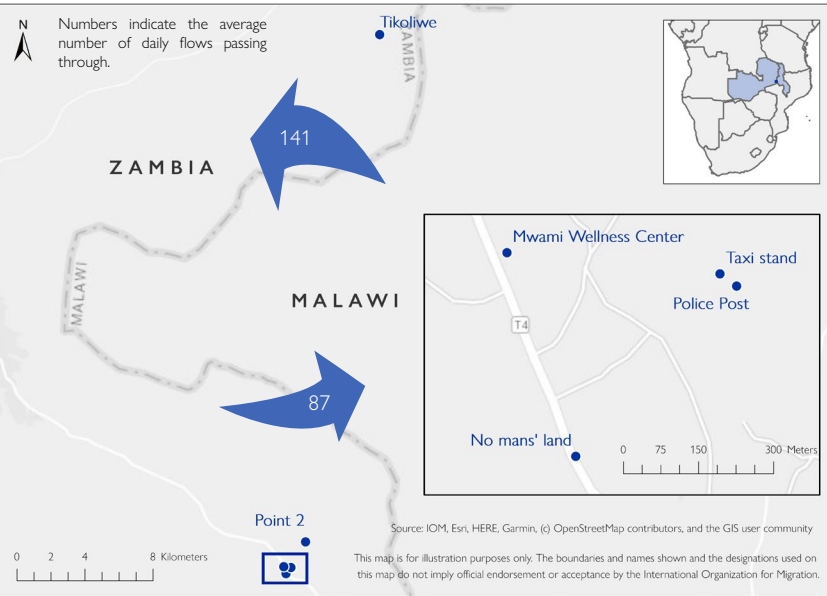 N
Numbers indicate the average
number of daily flows passing
through.
Tikoliwe
ZAMBIA
141
ZAMBIA
MALAWI
MALAWI
87
Mwami Wellness Center
Taxi stand
Police Post
T4
No mans' land
0 75 150 300 Meters
Point 2
0 2 4 8 Kilometers
Source: IOM, Esri, HERE, Garmin, (c) OpenStreetMap contributors, and the GIS user community
This map is for illustration purposes only. The boundaries and names shown and the designations used on
this map do not imply official endorsement or acceptance by the International Organization for Migration.